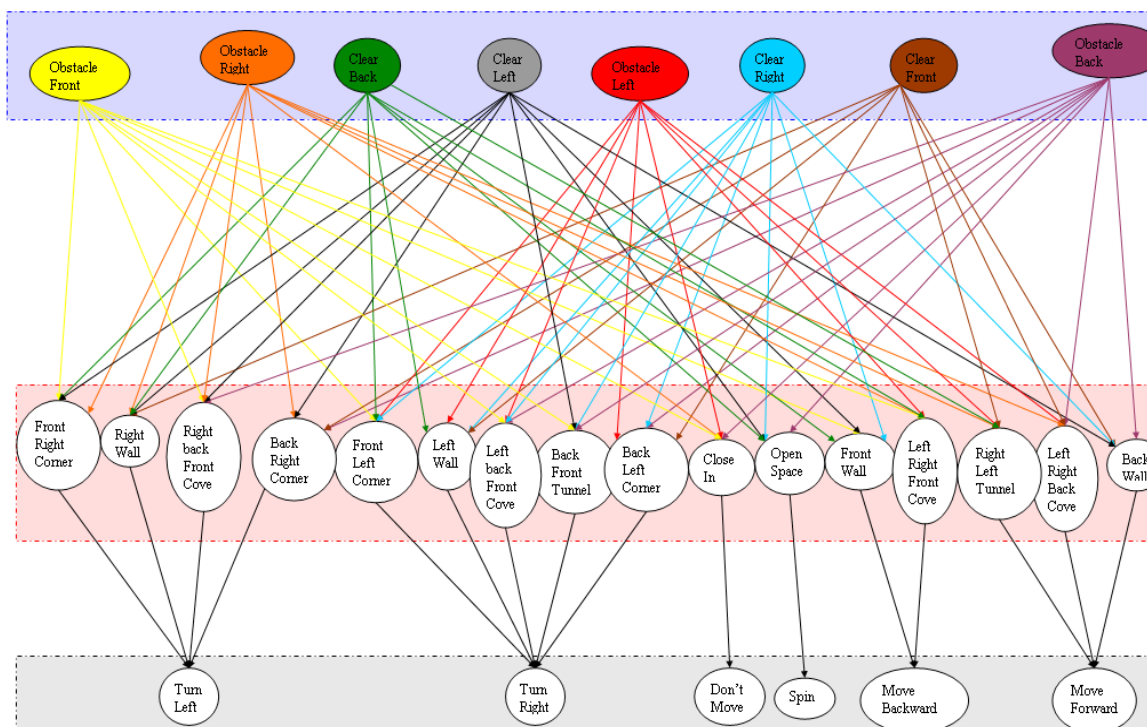 Obstacle
Front
Obstacle
Right
Clear
Back
Clear
Left
Obstacle
Left
Clear
Right
Clear
Front
Obstacle
Back
Front
Right
Corner
Right
Wall
Right
back
Front
Cove
Back
Right
Corner
Front
Left
Corner
Left
Wall
Left
back
Front
Cove
Back
Front
Tunnel
Back
Left
Corner
Close
In
Open
Space
Front
Wall
Left
Right
Front
Cove
Right
Left
Tunnel
Left
Right
Back
Cove
Back
Wall
Turn
Left
Turn
Right
Don't
Move
Spin
Move
Backward
Move
Forward